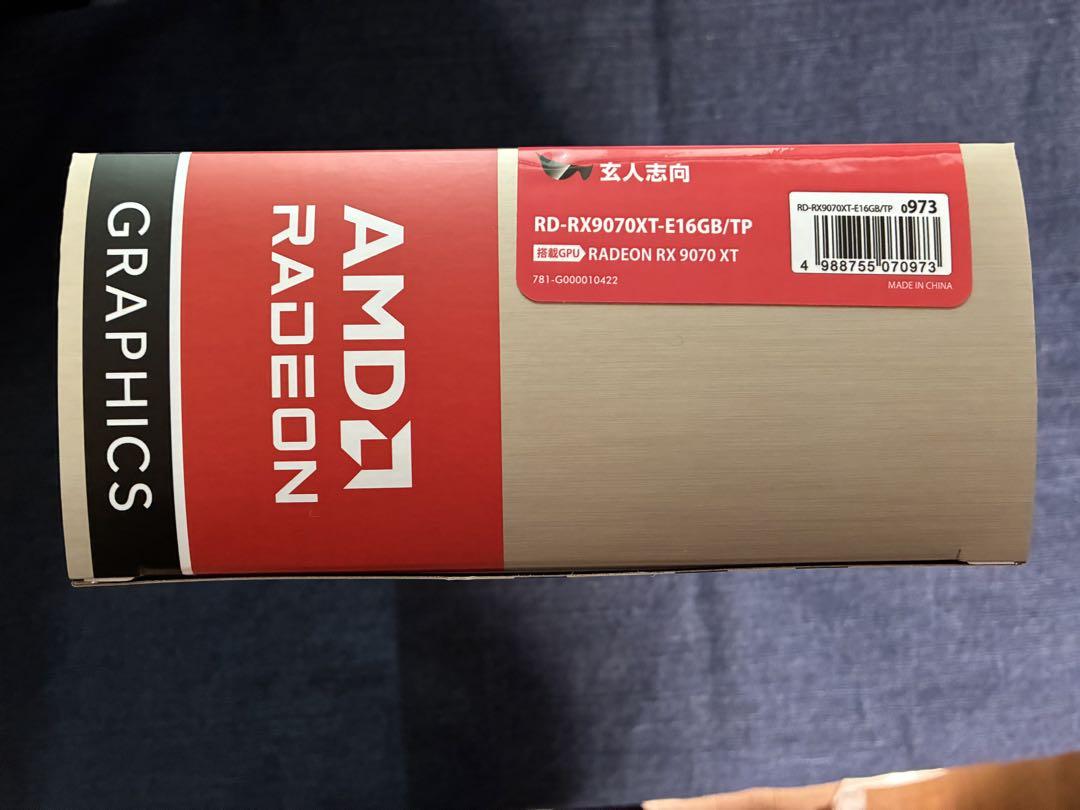 GRAPHICS
AMD
RADEON
玄人志向
RD-RX9070XT-E16GB/TP
搭載GPU RADEON RX 9070 XT
781-G000010422
RD-RX9070XT-E16GB/TP 0973
4 988755 070973
MADE IN CHINA